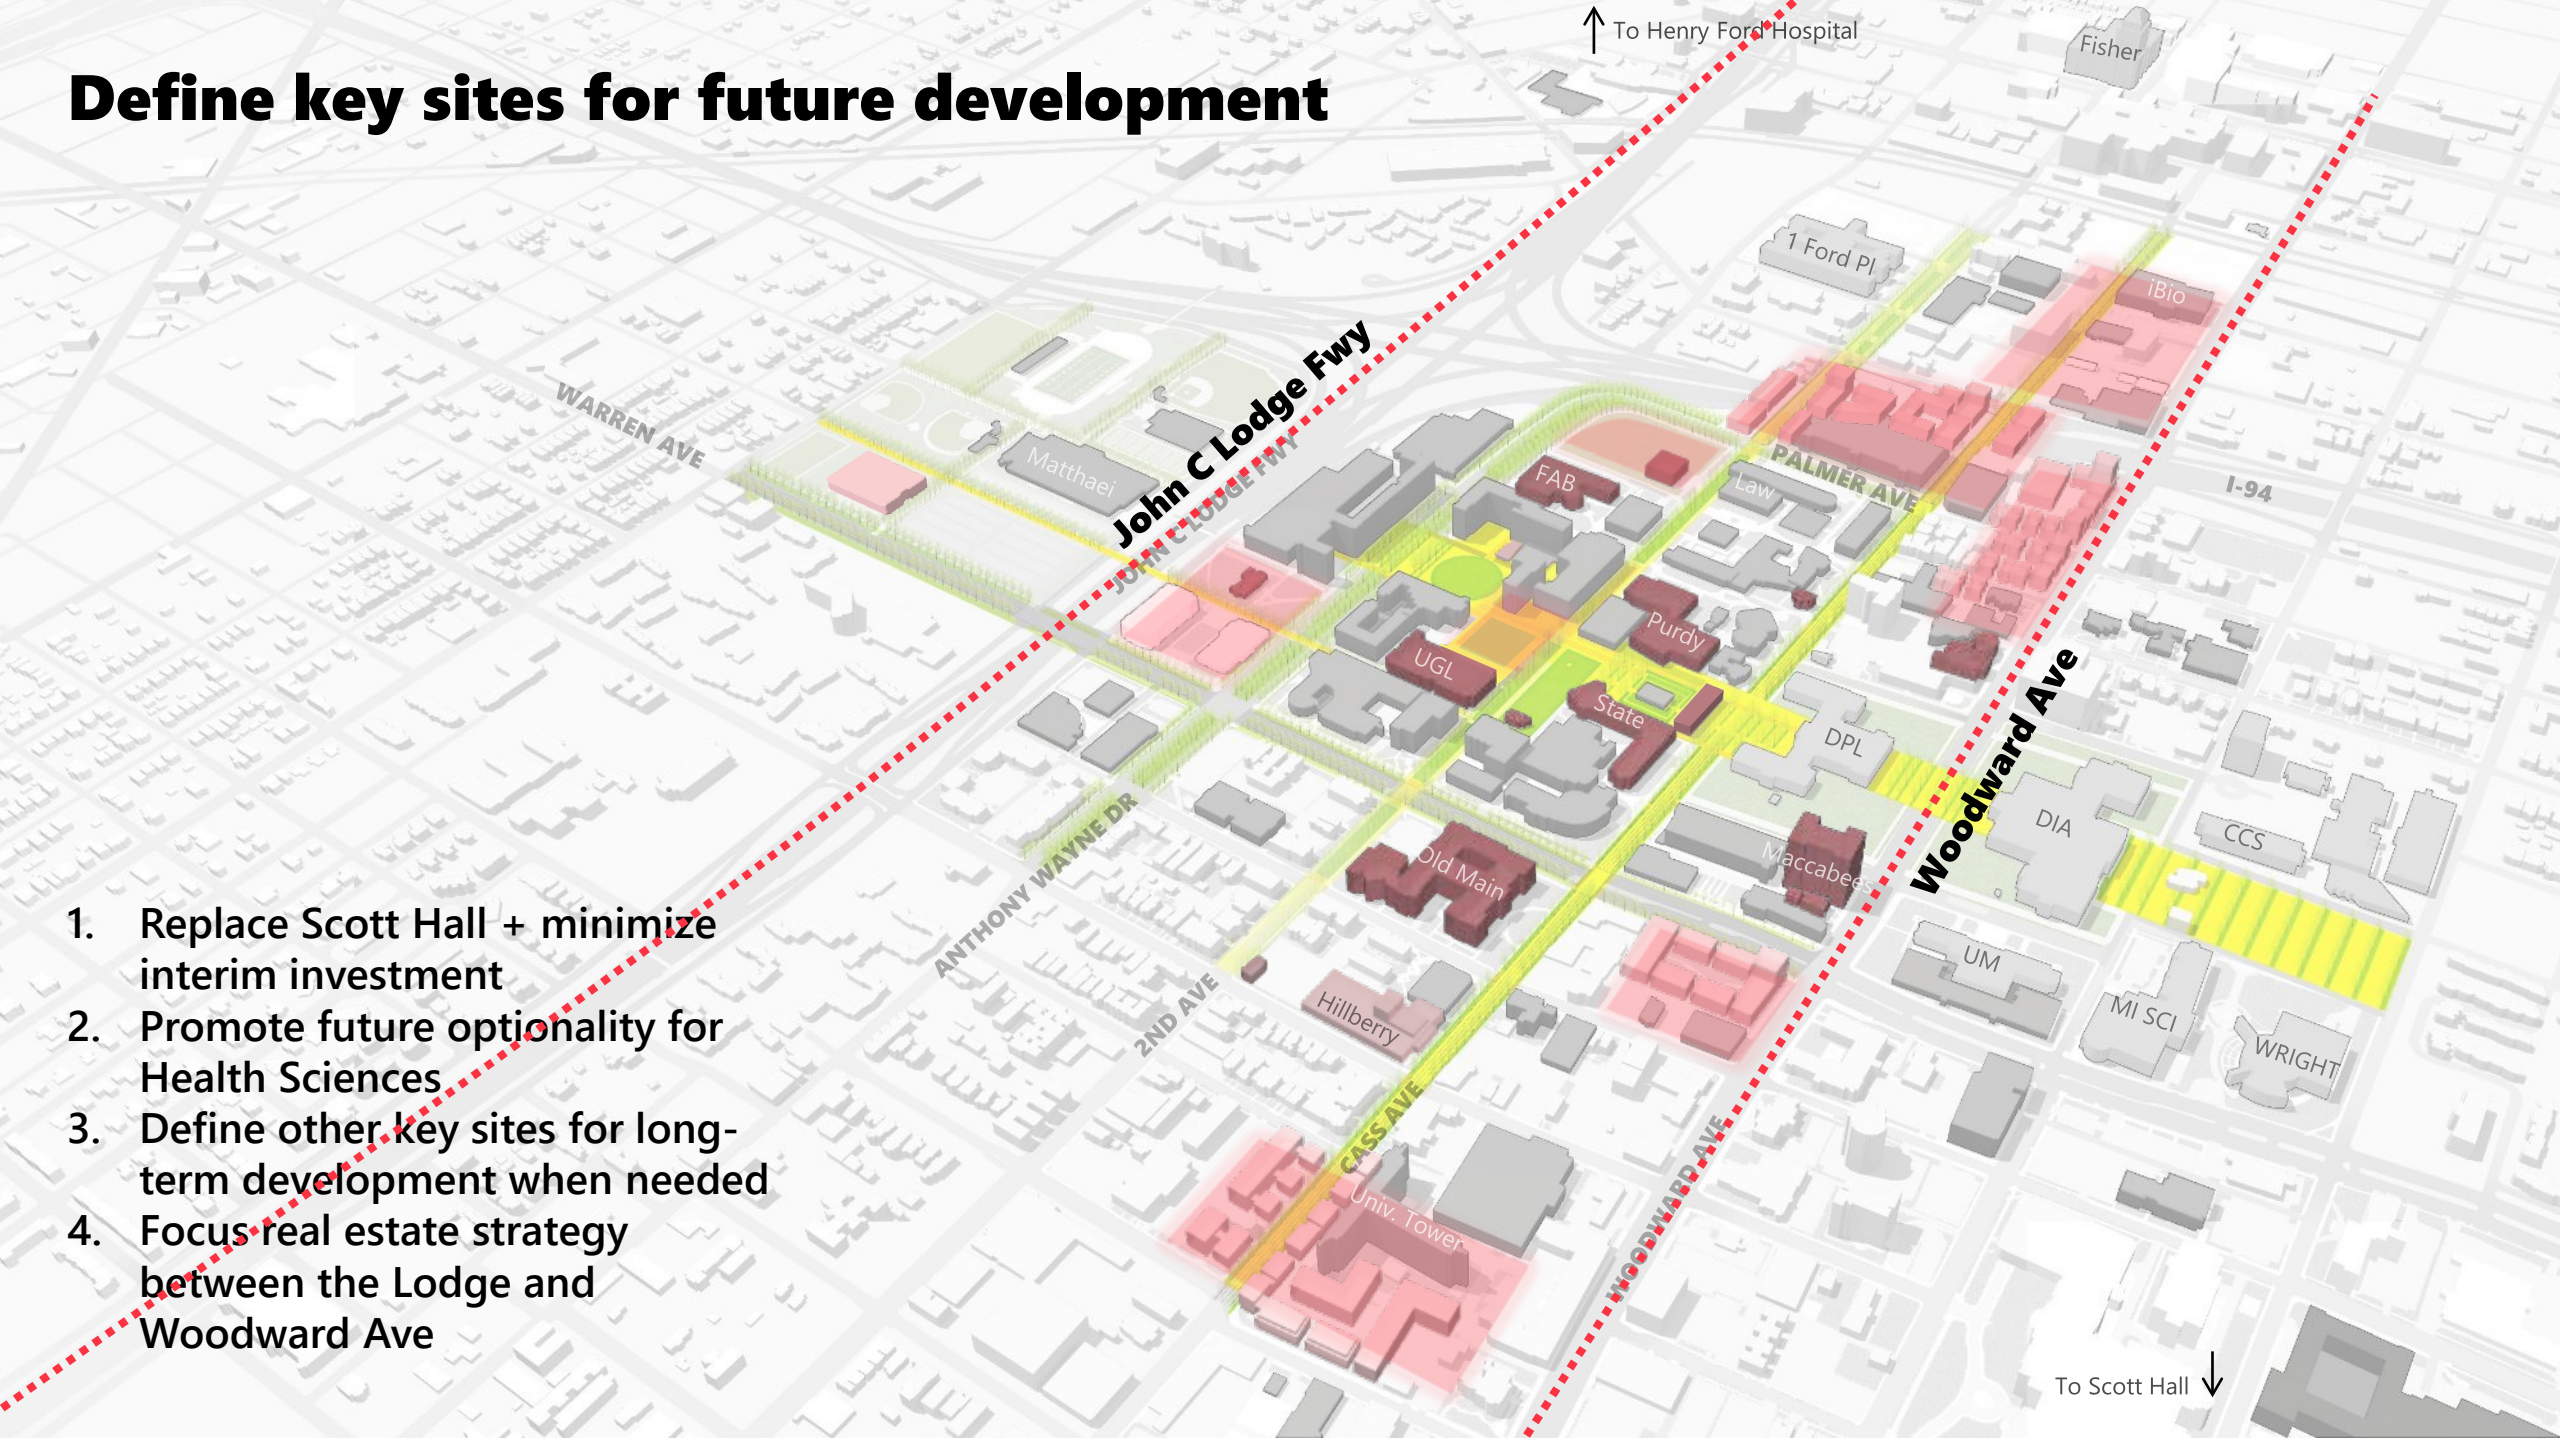 To Henry Ford Hospital
Fisher
Define key sites for future development
1 Ford Pl
iBio
John C Lodge Fwy
JOHN C LODGE FWY
WARREN AVE
Matthaei
FAB
Law
PALMER AVE
I-94
Purdy
UGL
State
DPL
Woodward Ave
DIA
CCS
ANTHONY WAYNE DR
Old Main
Maccabees
2ND AVE
Hillberry
UM
MI SCI
WRIGHT
CASS AVE
WOODWARD AVE
Univ. Tower
1. Replace Scott Hall + minimize
interim investment
2. Promote future optionality for
Health Sciences
3. Define other key sites for long-
term development when needed
4. Focus real estate strategy
between the Lodge and
Woodward Ave
To Scott Hall